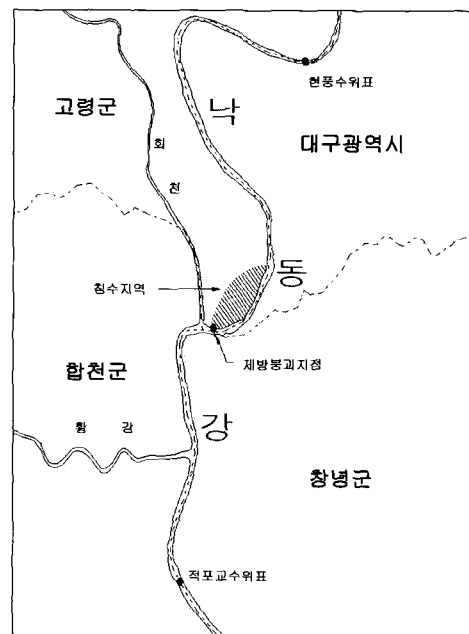 현풍수위표
낙
고령군
대구광역시
회
천
동
침수지역
제방붕괴지점
합천군
강
황 강
창녕군
적포교수위표